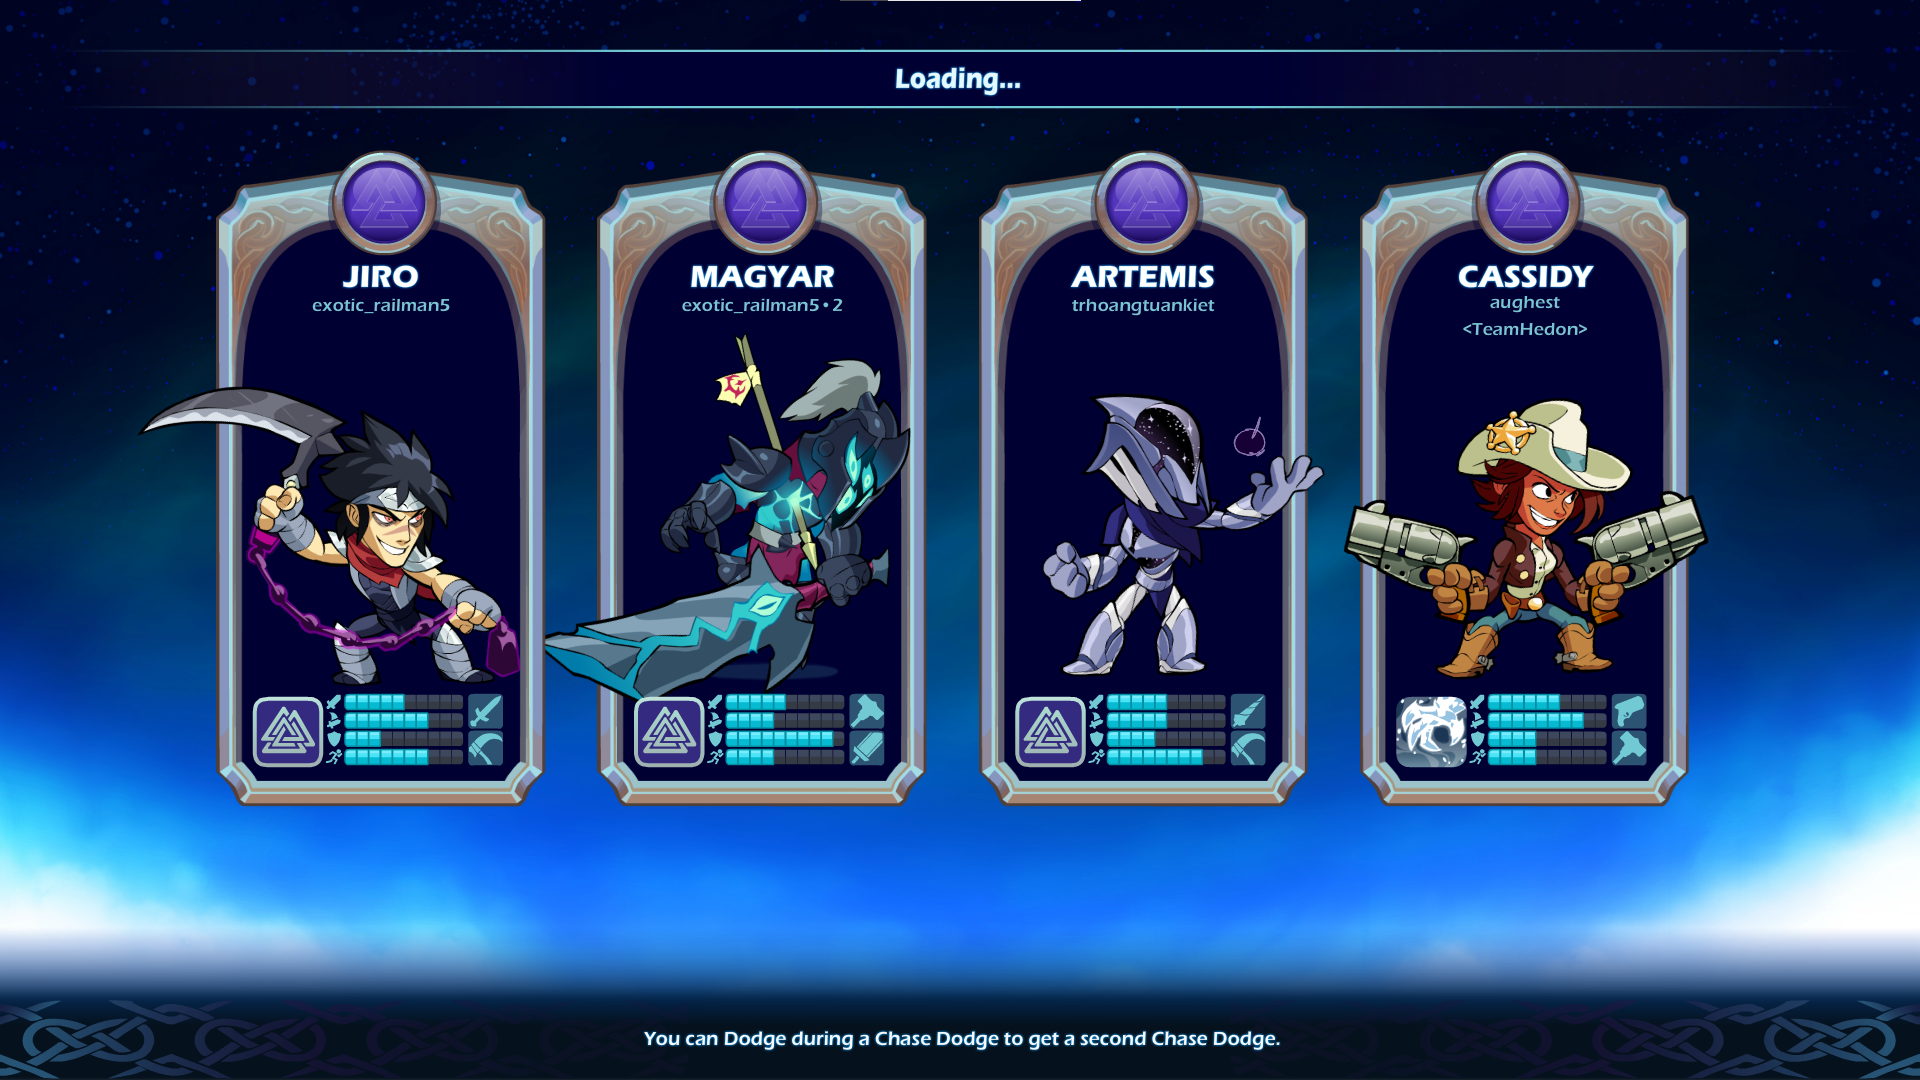 Loading...
JIRO
exotic_railman5
MAGYAR
exotic_railman5•2
ARTEMIS
trhoangtuankiet
CASSIDY
aughest
<TeamHedon>
You can Dodge during a Chase Dodge to get a second Chase Dodge.